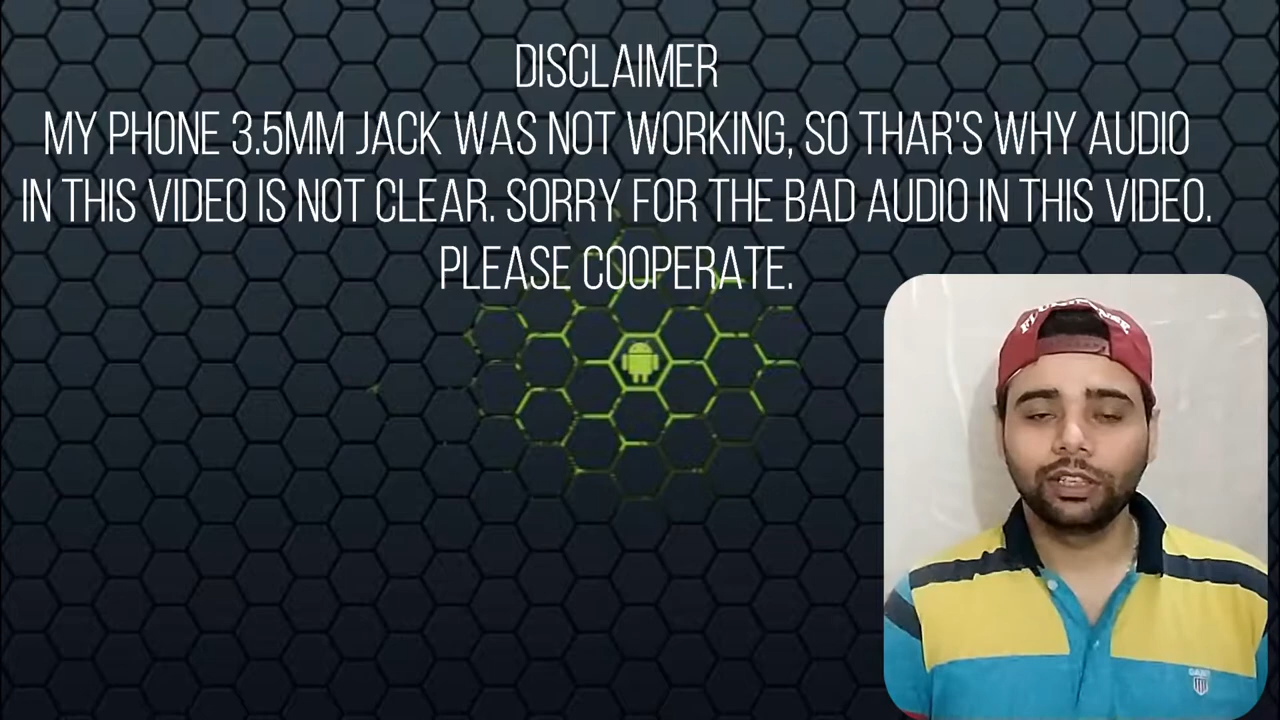 DISCLAIMER
MY PHONE 3.5MM JACK WAS NOT WORKING, SO THAR'S WHY AUDIO
IN THIS VIDEO IS NOT CLEAR. SORRY FOR THE BAD AUDIO IN THIS VIDEO.
PLEASE COOPERATE.